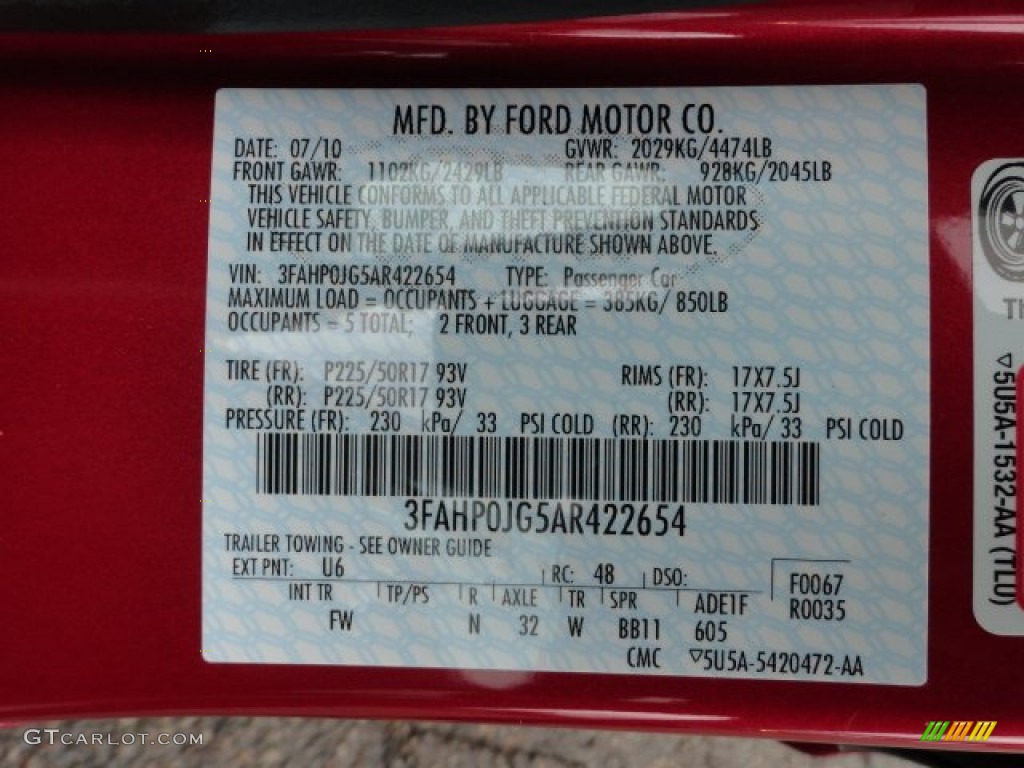 MFD. BY FORD MOTOR CO.
DATE: 07/10 GVWR: 2029KG/4474LB
FRONT GAWR: 1102KG/2429LB REAR GAWR: 928KG/2045LB
THIS VEHICLE CONFORMS TO ALL APPLICABLE FEDERAL MOTOR
VEHICLE SAFETY, BUMPER, AND THEFT PREVENTION STANDARDS
IN EFFECT ON THE DATE OF MANUFACTURE SHOWN ABOVE.
VIN: 3FAHP0JG5AR422654 TYPE: Passenger Car
MAXIMUM LOAD = OCCUPANTS + LUGGAGE = 385KG/ 850LB
OCCUPANTS = 5 TOTAL; 2 FRONT, 3 REAR
TIRE (FR): P225/50R17 93V RIMS (FR): 17X7.5J
(RR): P225/50R17 93V (RR): 17X7.5J
PRESSURE (FR): 230 kPa/ 33 PSI COLD (RR): 230 kPa/ 33 PSI COLD
3FAHP0JG5AR422654
TRAILER TOWING - SEE OWNER GUIDE
EXT PNT: U6 RC: 48 DSO: F0067
INT TR TP/PS R AXLE TR SPR ADE1F R0035
FW N 32 W BB11 605
CMC ▽5U5A-5420472-AA
TI
▽5U5A-1532-AA (TLU)
GTCARLOT.COM